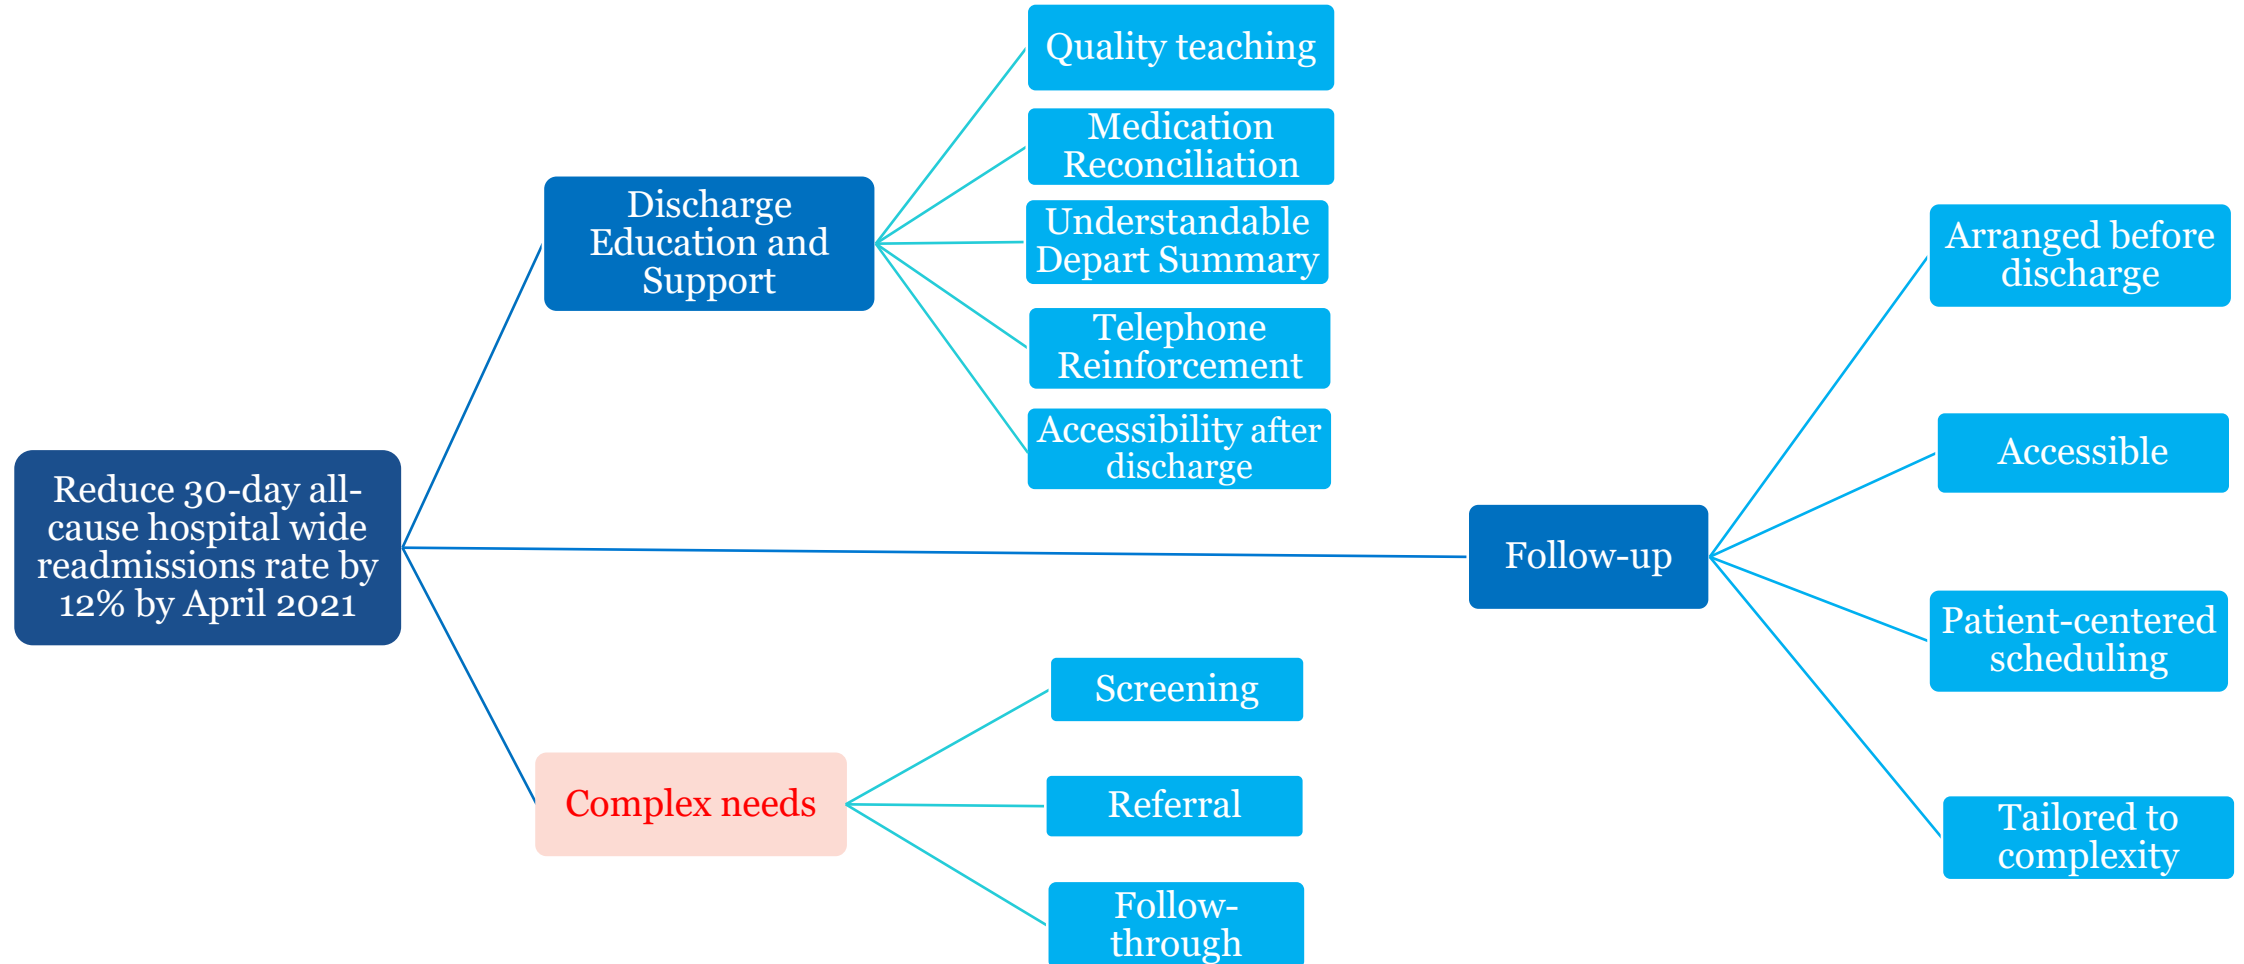 Reduce 30-day all-
cause hospital wide
readmissions rate by
12% by April 2021
Discharge
Education and
Support
Quality teaching
Medication
Reconciliation
Understandable
Depart Summary
Telephone
Reinforcement
Accessibility after
discharge
Follow-up
Arranged before
discharge
Accessible
Patient-centered
scheduling
Tailored to
complexity
Complex needs
Screening
Referral
Follow-
through